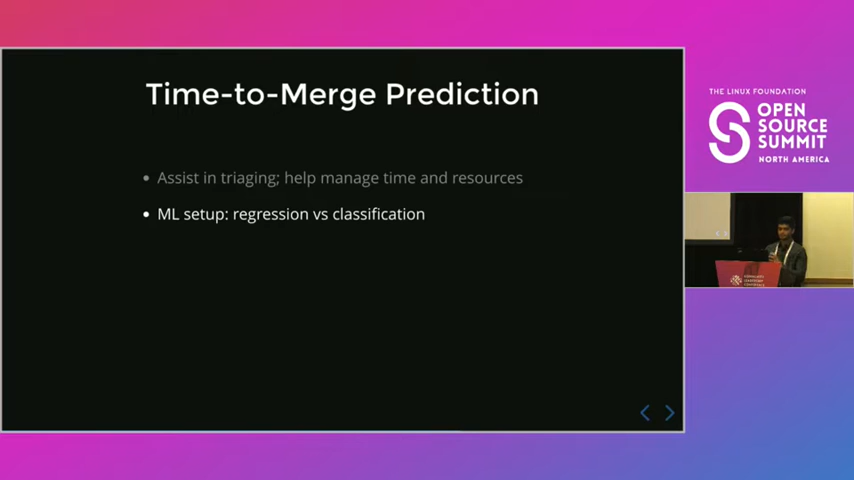 Time-to-Merge Prediction
Assist in triaging; help manage time and resources
ML setup: regression vs classification
THE LINUX FOUNDATION
OPEN
SOURCE
SUMMIT
NORTH AMERICA